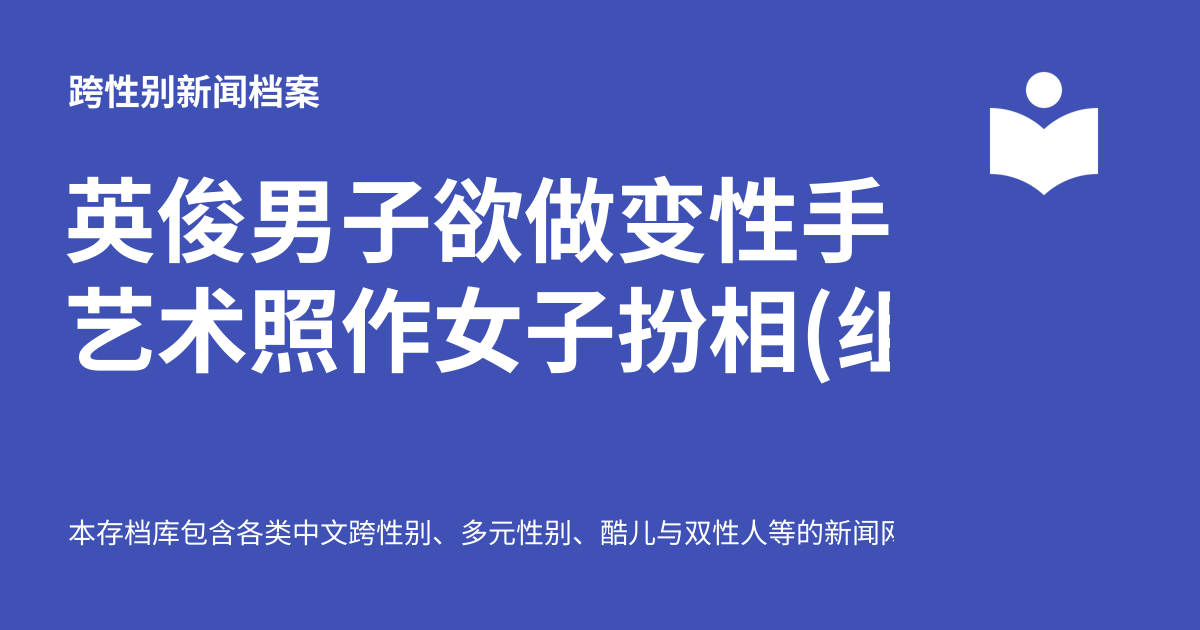 跨性别新闻档案
英俊男子欲做变性手
艺术照作女子扮相(组
本存档库包含各类中文跨性别、多元性别、酷儿与双性人等的新闻网